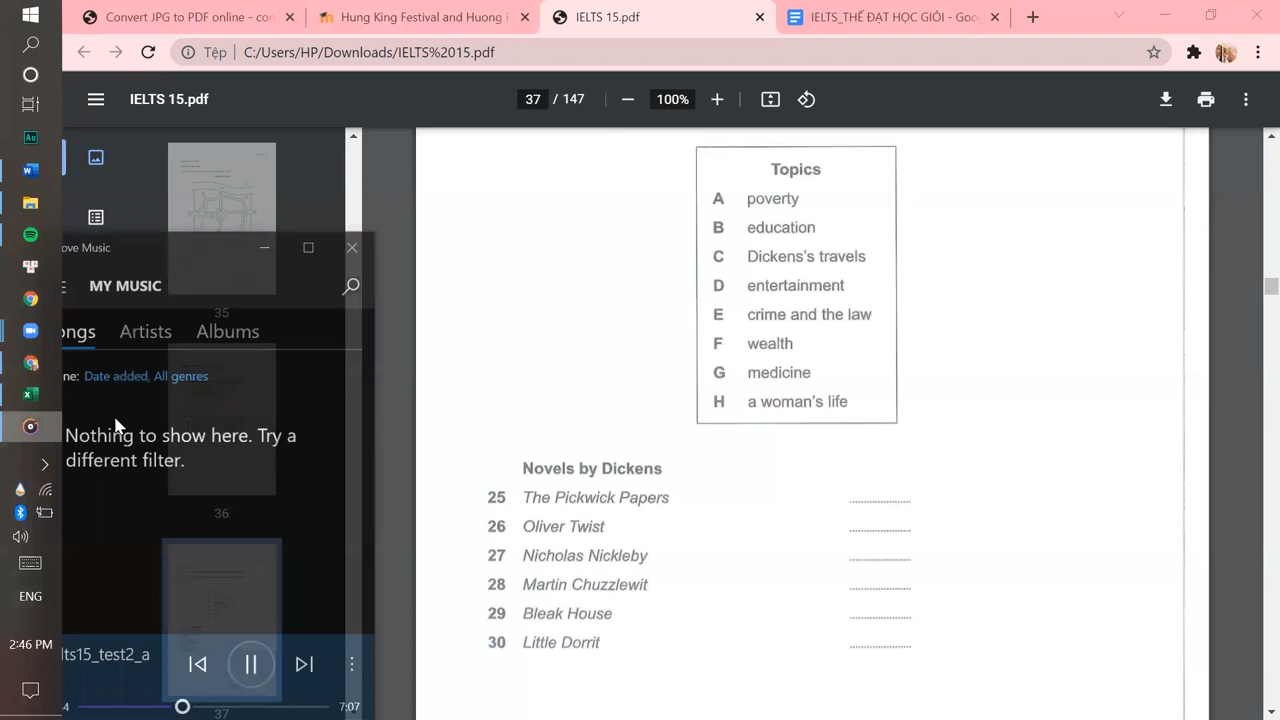 Convert JPG to PDF online - con
Hung King Festival and Huong P
IELTS 15.pdf
IELTS_THẾ ĐẠT HỌC GIỎI - Goo
Tệp
C:/Users/HP/Downloads/IELTS%2015.pdf
IELTS 15.pdf
37 / 147
100%
Topics
A poverty
B education
C Dickens's travels
D entertainment
E crime and the law
F wealth
G medicine
H a woman's life
Novels by Dickens
25 The Pickwick Papers
26 Oliver Twist
27 Nicholas Nickleby
28 Martin Chuzzlewit
29 Bleak House
30 Little Dorrit
35
36
37
ove Music
MY MUSIC
ongs
Artists
Albums
ne: Date added, All genres
Nothing to show here. Try a
different filter.
lts15_test2_a
4
7:07
Au
ENG
2:46 PM